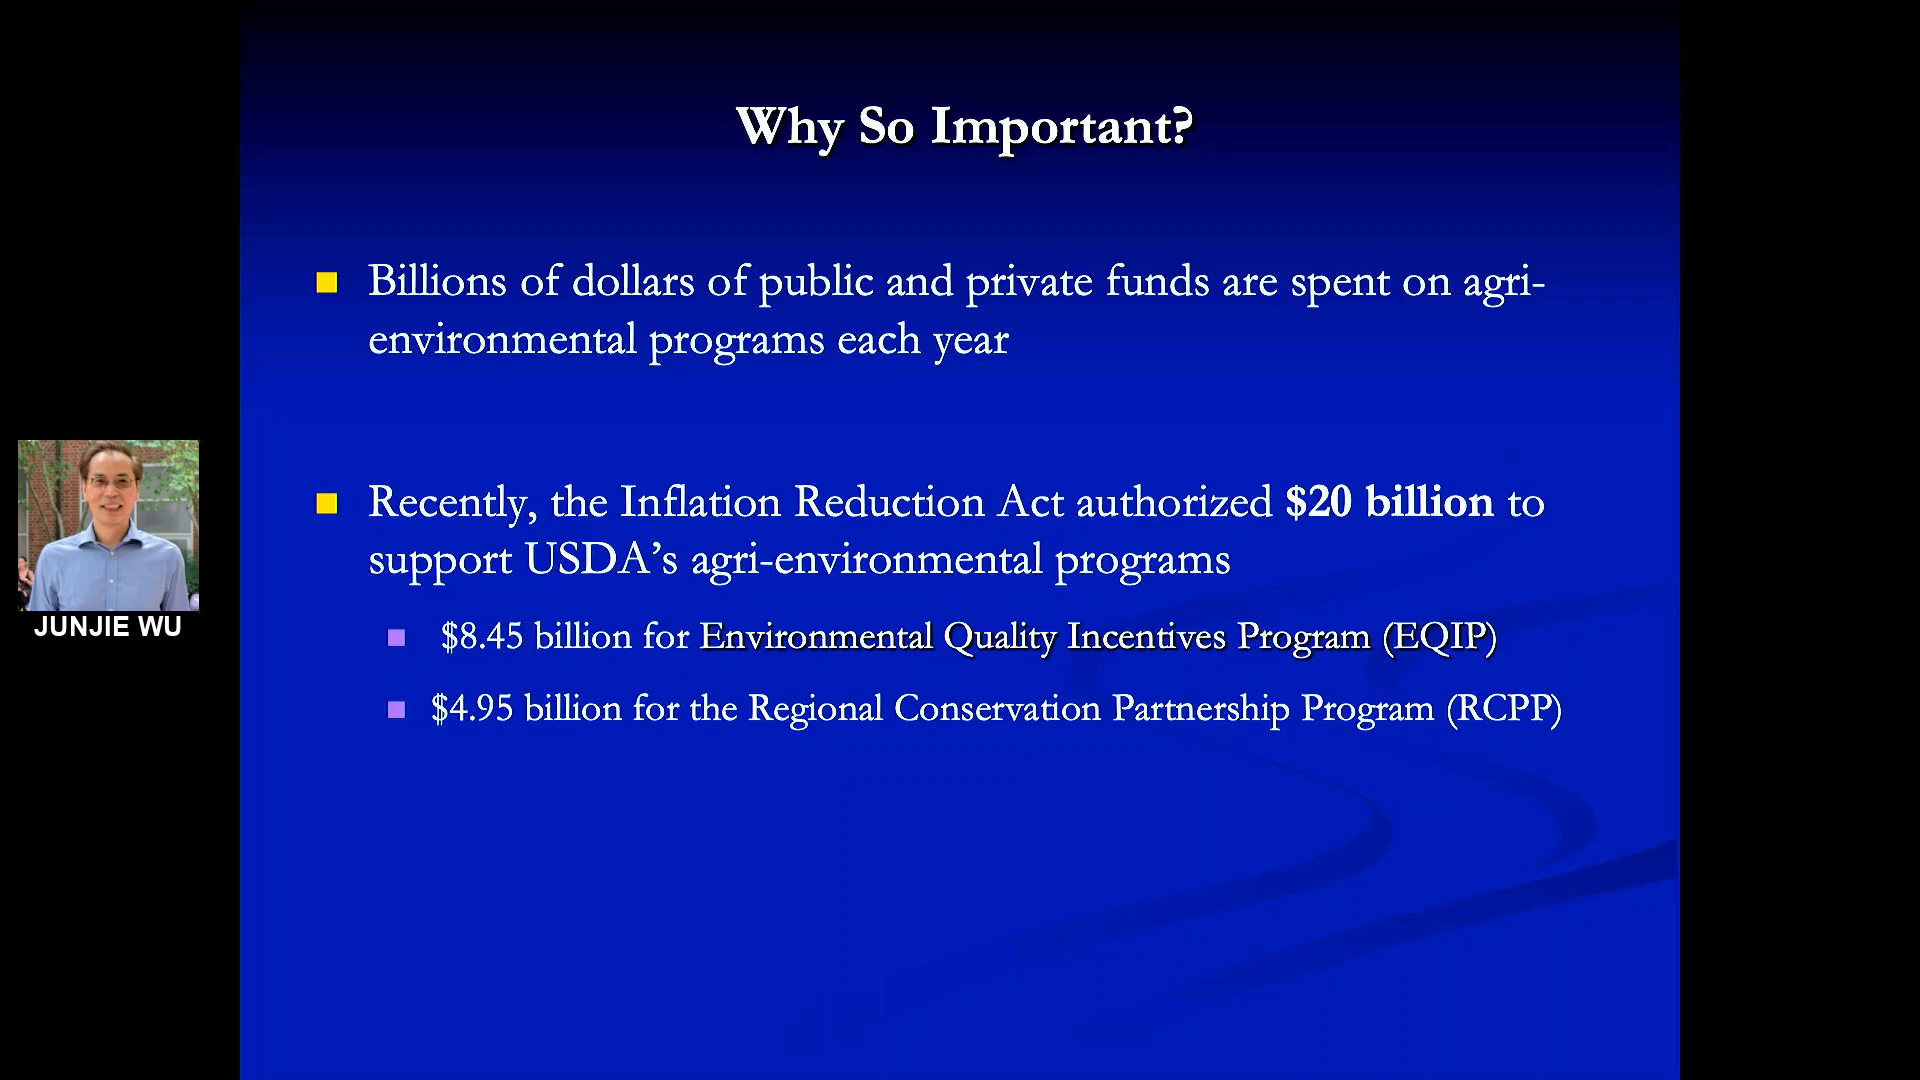 Why So Important?
Billions of dollars of public and private funds are spent on agri-
environmental programs each year
Recently, the Inflation Reduction Act authorized $20 billion to
support USDA’s agri-environmental programs
$8.45 billion for Environmental Quality Incentives Program (EQIP)
$4.95 billion for the Regional Conservation Partnership Program (RCPP)
JUNJIE WU